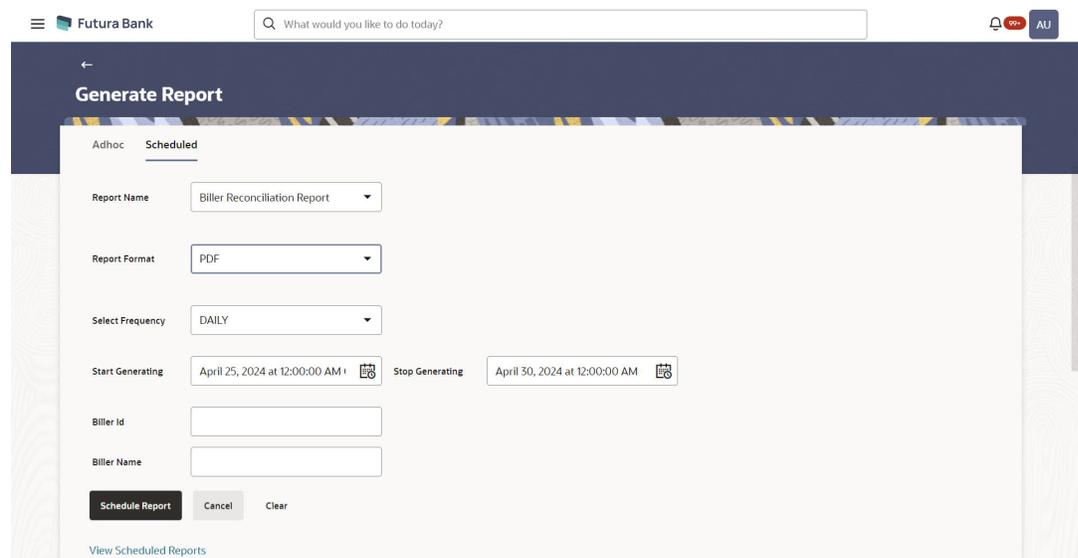 Futura Bank
What would you like to do today?
99+
AU
Generate Report
Adhoc Scheduled
Report Name Biller Reconciliation Report
Report Format PDF
Select Frequency DAILY
Start Generating April 25, 2024 at 12:00:00 AM Stop Generating April 30, 2024 at 12:00:00 AM
Biller Id
Biller Name
Schedule Report Cancel Clear
View Scheduled Reports